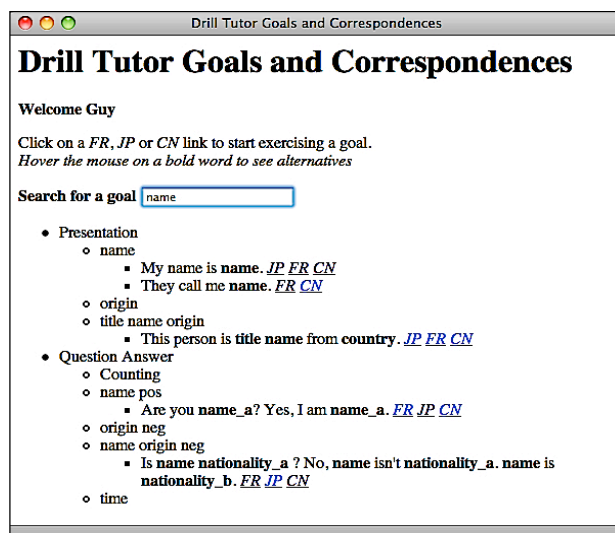 Drill Tutor Goals and Correspondences
Drill Tutor Goals and Correspondences
Welcome Guy
Click on a FR, JP or CN link to start exercising a goal.
Hover the mouse on a bold word to see alternatives
Search for a goal name
• Presentation
name
My name is name. JP FR CN
They call me name. FR CN
origin
title name origin
This person is title name from country. JP FR CN
• Question Answer
Counting
name pos
Are you name_a? Yes, I am name_a. FR JP CN
origin neg
name origin neg
Is name nationality_a ? No, name isn't nationality_a. name is
nationality_b. FR JP CN
time